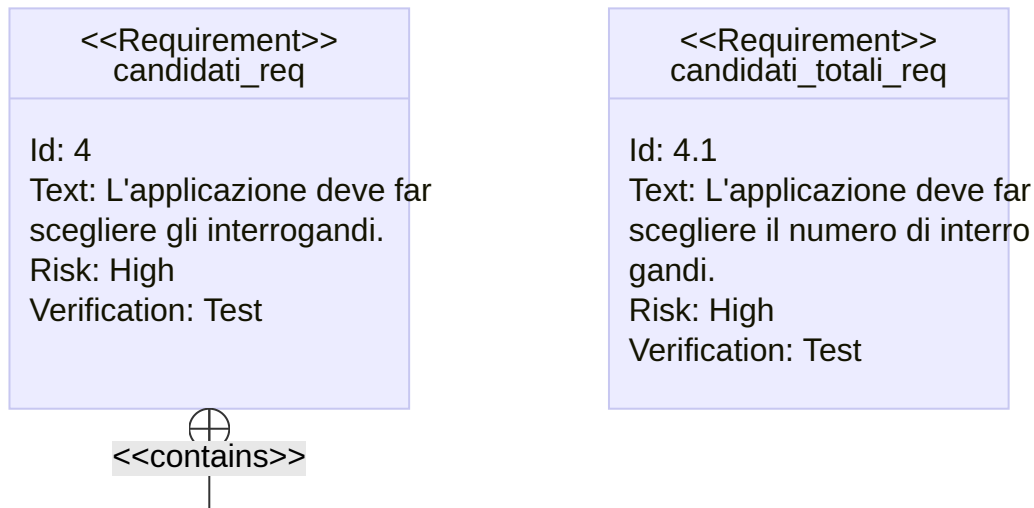 <<Requirement>>
candidati_req
Id: 4
Text: L'applicazione deve far
scegliere gli interrogandi.
Risk: High
Verification: Test
<<contains>>
<<Requirement>>
candidati_totali_req
Id: 4.1
Text: L'applicazione deve far
scegliere il numero di interro
gandi.
Risk: High
Verification: Test